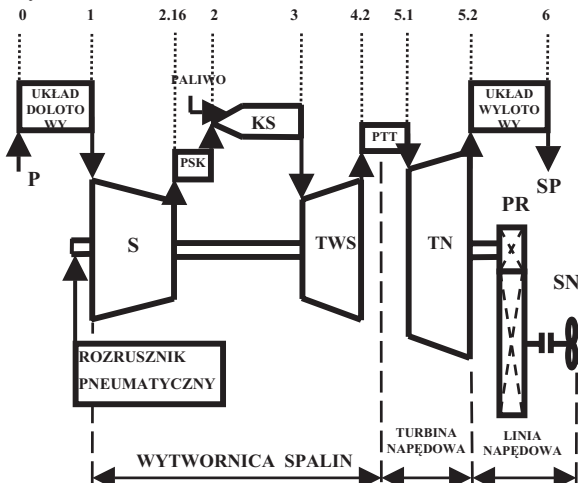 0 1 2.16 2 3 4.2 5.1 5.2 6
UKŁAD
DOLOTO
WY
PALIWO
KS
PSK
PTT
UKŁAD
WYLOTO
WY
P
SP
PR
S
TWS
TN
SN
ROZRUSZNIK
PNEUMATYCZNY
WYTWORNICA SPALIN
TURBINA
NAPĘDOWA
LINIA
NAPĘDOWA